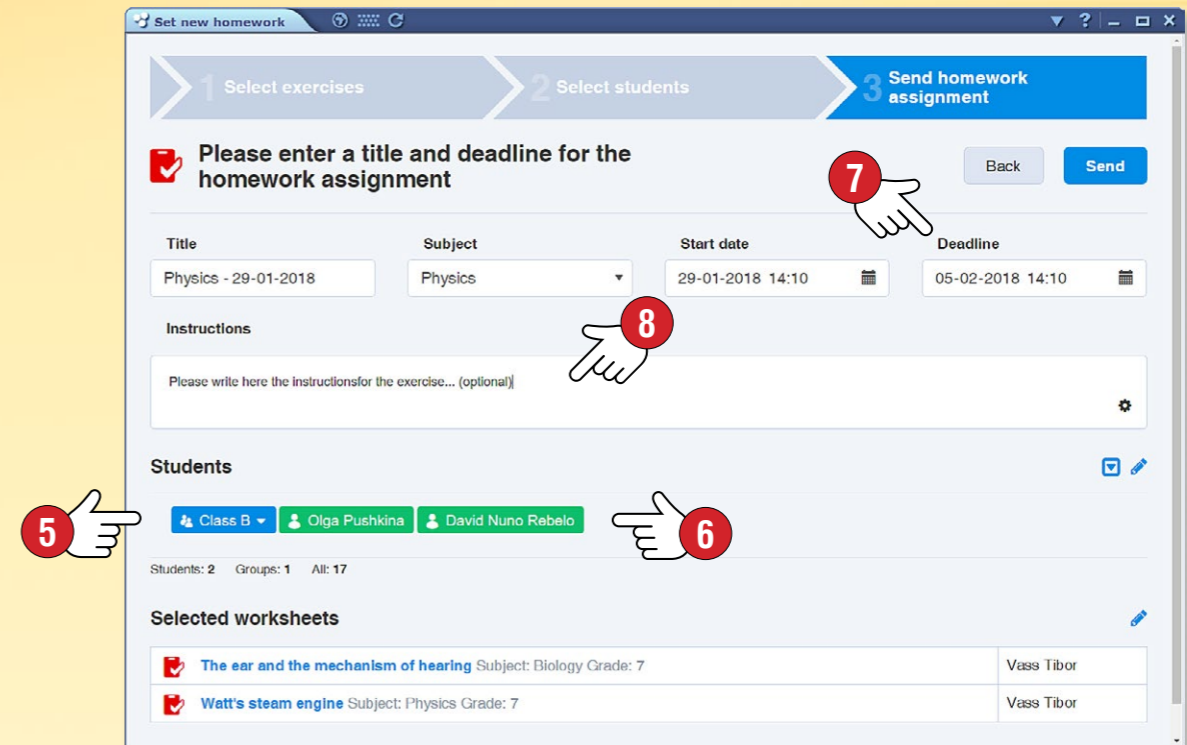 Set new homework
1 Select exercises
2 Select students
3 Send homework
assignment
Please enter a title and deadline for the
homework assignment
7
Back
Send
Title
Subject
Start date
Deadline
Physics - 29-01-2018
Physics
29-01-2018 14:10
05-02-2018 14:10
Instructions
8
Please write here the instructionsfor the exercise... (optional)
Students
5
Class B
Olga Pushkina
David Nuno Rebelo
6
Students: 2 Groups: 1 All: 17
Selected worksheets
The ear and the mechanism of hearing Subject: Biology Grade: 7
Vass Tibor
Watt's steam engine Subject: Physics Grade: 7
Vass Tibor